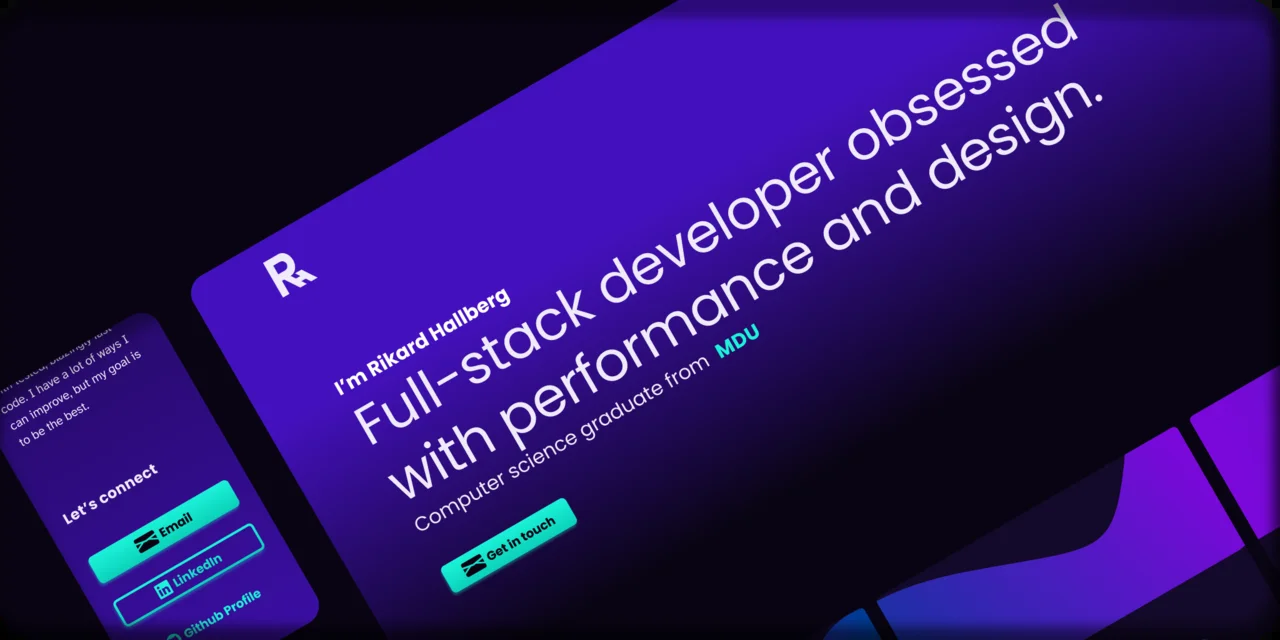 I'm Rikard Hallberg
Full-stack developer obsessed
with performance and design.
Computer science graduate from MDU
Get in touch
code. I have a lot of ways I
can improve, but my goal is
to be the best.
Let's connect
Email
LinkedIn
Github Profile